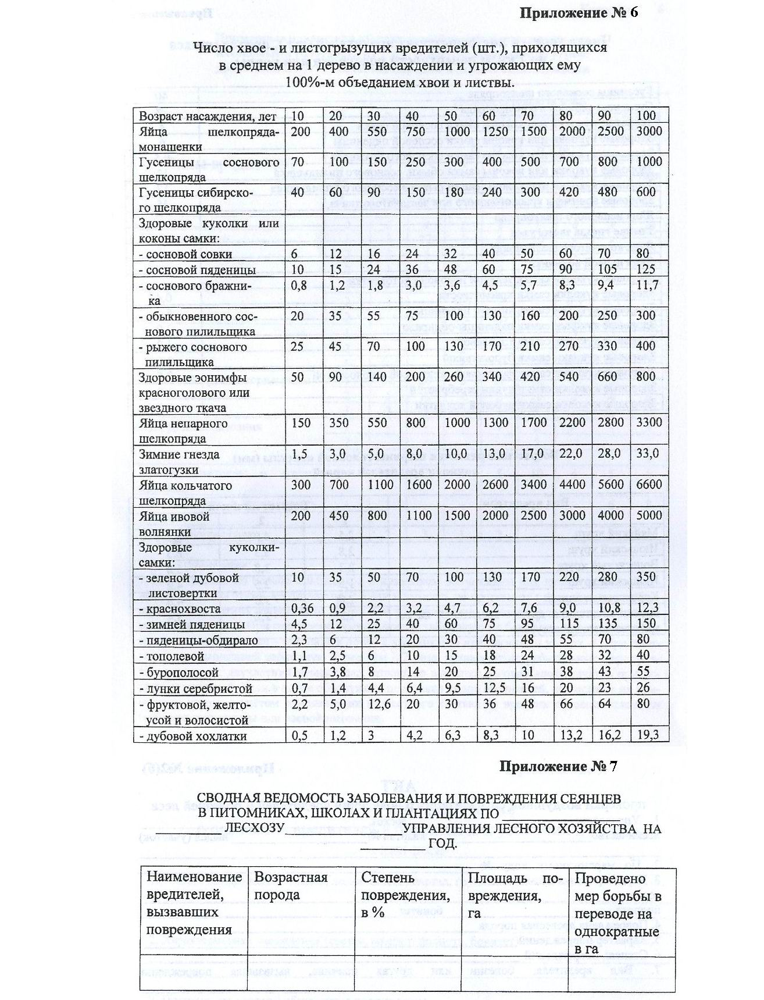 Приложение № 6
Число хвое - и листогрызущих вредителей (шт.), приходящихся
в среднем на 1 дерево в насаждении и угрожающих ему
100%-м объеданием хвои и листвы.
Возраст насаждения, лет 10 20 30 40 50 60 70 80 90 100
Яйца шелкопряда- 200 400 550 750 1000 1250 1500 2000 2500 3000
монашенки
Гусеницы соснового 70 100 150 250 300 400 500 700 800 1000
шелкопряда
Гусеницы сибирско- 40 60 90 150 180 240 300 420 480 600
го шелкопряда
Здоровые куколки или
коконы самки:
- сосновой совки 6 12 16 24 32 40 50 60 70 80
- сосновой пяденицы 10 15 24 36 48 60 75 90 105 125
- соснового бражни- 0,8 1,2 1,8 3,0 3,6 4,5 5,7 8,3 9,4 11,7
ка
- обыкновенного сос- 20 35 55 75 100 130 160 200 250 300
нового пилильщика
- рыжего соснового 25 45 70 100 130 170 210 270 330 400
пилильщика
Здоровые эонимфы 50 90 140 200 260 340 420 540 660 800
красноголового или
звездного ткача
Яйца непарного 150 350 550 800 1000 1300 1700 2200 2800 3300
шелкопряда
Зимние гнезда 1,5 3,0 5,0 8,0 10,0 13,0 17,0 22,0 28,0 33,0
златогузки
Яйца кольчатого 300 700 1100 1600 2000 2600 3400 4400 5600 6600
шелкопряда
Яйца ивовой 200 450 800 1100 1500 2000 2500 3000 4000 5000
волнянки
Здоровые куколки-
самки:
- зеленой дубовой 10 35 50 70 100 130 170 220 280 350
листовертки
- краснохвоста 0,36 0,9 2,2 3,2 4,7 6,2 7,6 9,0 10,8 12,3
- зимней пяденицы 4,5 12 25 40 60 75 95 115 135 150
- пяденицы-обдирало 2,3 6 12 20 30 40 48 55 70 80
- тополевой 1,1 2,5 6 10 15 18 24 28 32 40
- бурополосой 1,7 3,8 8 14 20 25 31 38 43 55
- лунки серебристой 0,7 1,4 4,4 6,4 9,5 12,5 16 20 23 26
- фруктовой, желто- 2,2 5,0 12,6 20 30 36 48 66 64 80
усой и волосистой
- дубовой хохлатки 0,5 1,2 3 4,2 6,3 8,3 10 13,2 16,2 19,3
Приложение № 7
СВОДНАЯ ВЕДОМОСТЬ ЗАБОЛЕВАНИЯ И ПОВРЕЖДЕНИЯ СЕЯНЦЕВ
В ПИТОМНИКАХ, ШКОЛАХ И ПЛАНТАЦИЯХ ПО ___________
__________ ЛЕСХОЗУ__________________УПРАВЛЕНИЯ ЛЕСНОГО ХОЗЯЙСТВА НА
__________ ГОД.
Наименование Возрастная Степень Площадь по- Проведено
вредителей, порода повреждения, вреждения, мер борьбы в
вызвавших в % га переводе на
повреждения однократные
в га